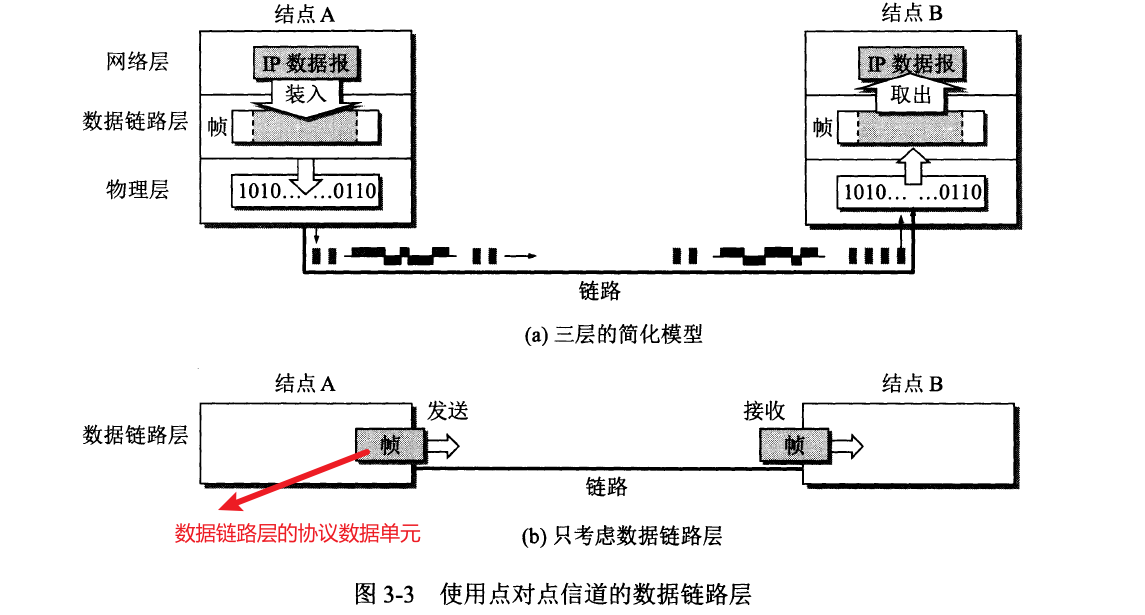 结点 A
结点 B
网络层
IP 数据报
IP 数据报
装入
取出
数据链路层
帧
帧
物理层
1010… …0110
1010… …0110
链路
(a) 三层的简化模型
结点 A
结点 B
发送
接收
数据链路层
帧
帧
链路
数据链路层的协议数据单元
(b) 只考虑数据链路层
图 3-3 使用点对点信道的数据链路层